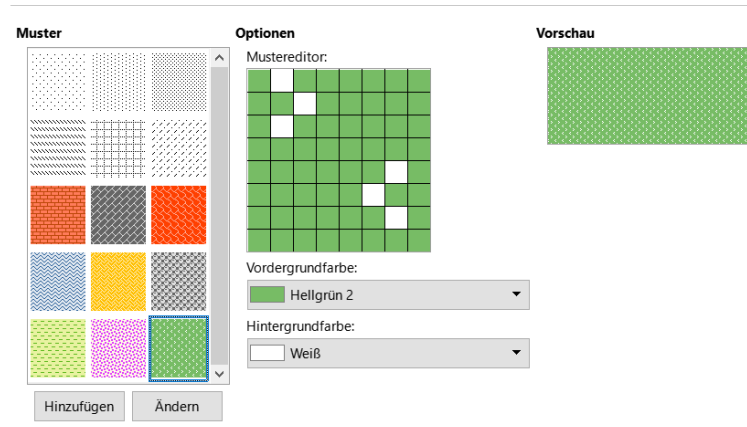 Muster
Optionen
Vorschau
Mustereditor:
Vordergrundfarbe:
Hellgrün 2
Hintergrundfarbe:
Weiß
Hinzufügen
Ändern